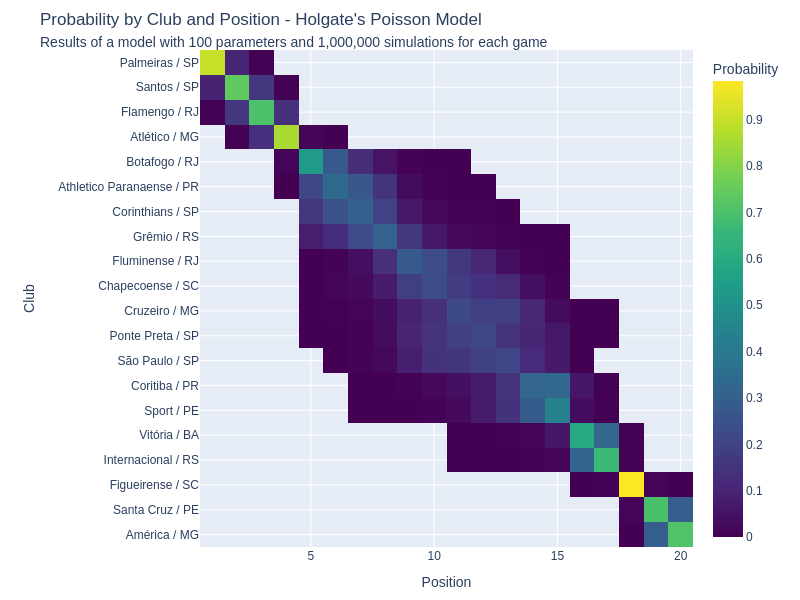 Probability by Club and Position - Holgate's Poisson Model
Results of a model with 100 parameters and 1,000,000 simulations for each game
Probability
Palmeiras / SP
Santos / SP
Flamengo / RJ
Atlético / MG
Botafogo / RJ
Athletico Paranaense / PR
Corinthians / SP
Grêmio / RS
Fluminense / RJ
Chapecoense / SC
Cruzeiro / MG
Ponte Preta / SP
São Paulo / SP
Coritiba / PR
Sport / PE
Vitória / BA
Internacional / RS
Figueirense / SC
Santa Cruz / PE
América / MG
Club
0.9
0.8
0.7
0.6
0.5
0.4
0.3
0.2
0.1
0
5 10 15 20
Position